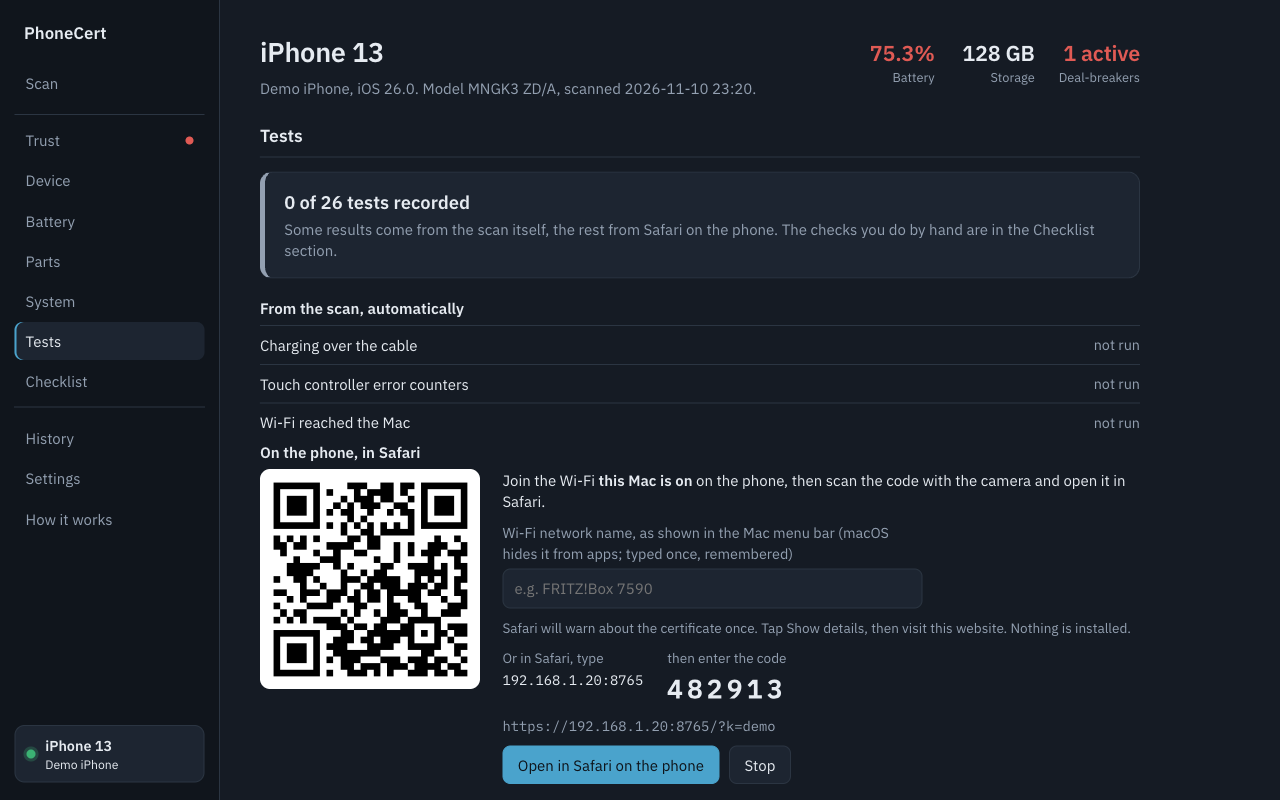 PhoneCert
Scan
Trust
Device
Battery
Parts
System
Tests
Checklist
History
Settings
How it works
iPhone 13
Demo iPhone
iPhone 13
Demo iPhone, iOS 26.0. Model MNGK3 ZD/A, scanned 2026-11-10 23:20.
75.3%
Battery
128 GB
Storage
1 active
Deal-breakers
Tests
0 of 26 tests recorded
Some results come from the scan itself, the rest from Safari on the phone. The checks you do by hand are in the Checklist
section.
From the scan, automatically
Charging over the cable not run
Touch controller error counters not run
Wi-Fi reached the Mac not run
On the phone, in Safari
Join the Wi-Fi this Mac is on on the phone, then scan the code with the camera and open it in
Safari.
Wi-Fi network name, as shown in the Mac menu bar (macOS
hides it from apps; typed once, remembered)
e.g. FRITZ!Box 7590
Safari will warn about the certificate once. Tap Show details, then visit this website. Nothing is installed.
Or in Safari, type
192.168.1.20:8765
then enter the code
482913
https://192.168.1.20:8765/?k=demo
Open in Safari on the phone
Stop